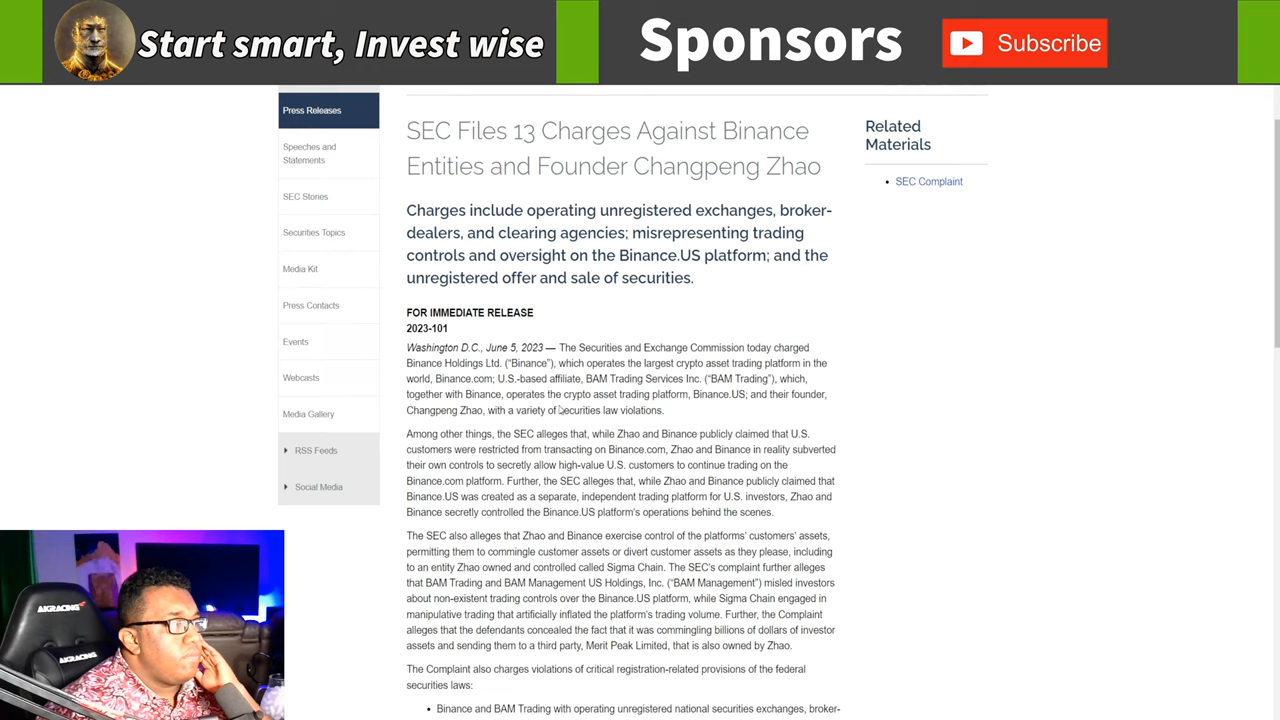 Start smart, Invest wise
Sponsors
Subscribe
Press Releases
Speeches and
Statements
SEC Stories
Securities Topics
Media Kit
Press Contacts
Events
Webcasts
Media Gallery
RSS Feeds
Social Media
SEC Files 13 Charges Against Binance
Entities and Founder Changpeng Zhao
Charges include operating unregistered exchanges, broker-
dealers, and clearing agencies; misrepresenting trading
controls and oversight on the Binance.US platform; and the
unregistered offer and sale of securities.
FOR IMMEDIATE RELEASE
2023-101
Washington D.C., June 5, 2023 — The Securities and Exchange Commission today charged
Binance Holdings Ltd. (“Binance”), which operates the largest crypto asset trading platform in the
world, Binance.com; U.S.-based affiliate, BAM Trading Services Inc. (“BAM Trading”), which,
together with Binance, operates the crypto asset trading platform, Binance.US; and their founder,
Changpeng Zhao, with a variety of securities law violations.
Among other things, the SEC alleges that, while Zhao and Binance publicly claimed that U.S.
customers were restricted from transacting on Binance.com, Zhao and Binance in reality subverted
their own controls to secretly allow high-value U.S. customers to continue trading on the
Binance.com platform. Further, the SEC alleges that, while Zhao and Binance publicly claimed that
Binance.US was created as a separate, independent trading platform for U.S. investors, Zhao and
Binance secretly controlled the Binance.US platform’s operations behind the scenes.
The SEC also alleges that Zhao and Binance exercise control of the platforms’ customers’ assets,
permitting them to commingle customer assets or divert customer assets as they please, including
to an entity Zhao owned and controlled called Sigma Chain. The SEC’s complaint further alleges
that BAM Trading and BAM Management US Holdings, Inc. (“BAM Management”) misled investors
about non-existent trading controls over the Binance.US platform, while Sigma Chain engaged in
manipulative trading that artificially inflated the platform’s trading volume. Further, the Complaint
alleges that the defendants concealed the fact that it was commingling billions of dollars of investor
assets and sending them to a third party, Merit Peak Limited, that is also owned by Zhao.
The Complaint also charges violations of critical registration-related provisions of the federal
securities laws:
• Binance and BAM Trading with operating unregistered national securities exchanges, broker-
Related
Materials
• SEC Complaint
AKRACING
AKRACING